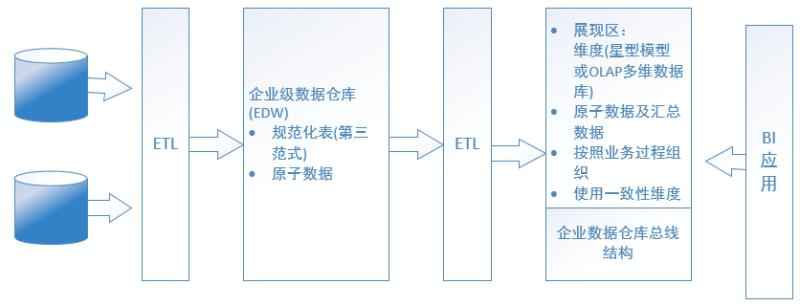 ETL
企业级数据仓库
(EDW)
• 规范化表(第三
范式)
• 原子数据
ETL
• 展现区：
维度(星型模型
或OLAP多维数据
库)
• 原子数据及汇总
数据
• 按照业务过程组
织
• 使用一致性维度
企业数据仓库总线
结构
BI
应
用